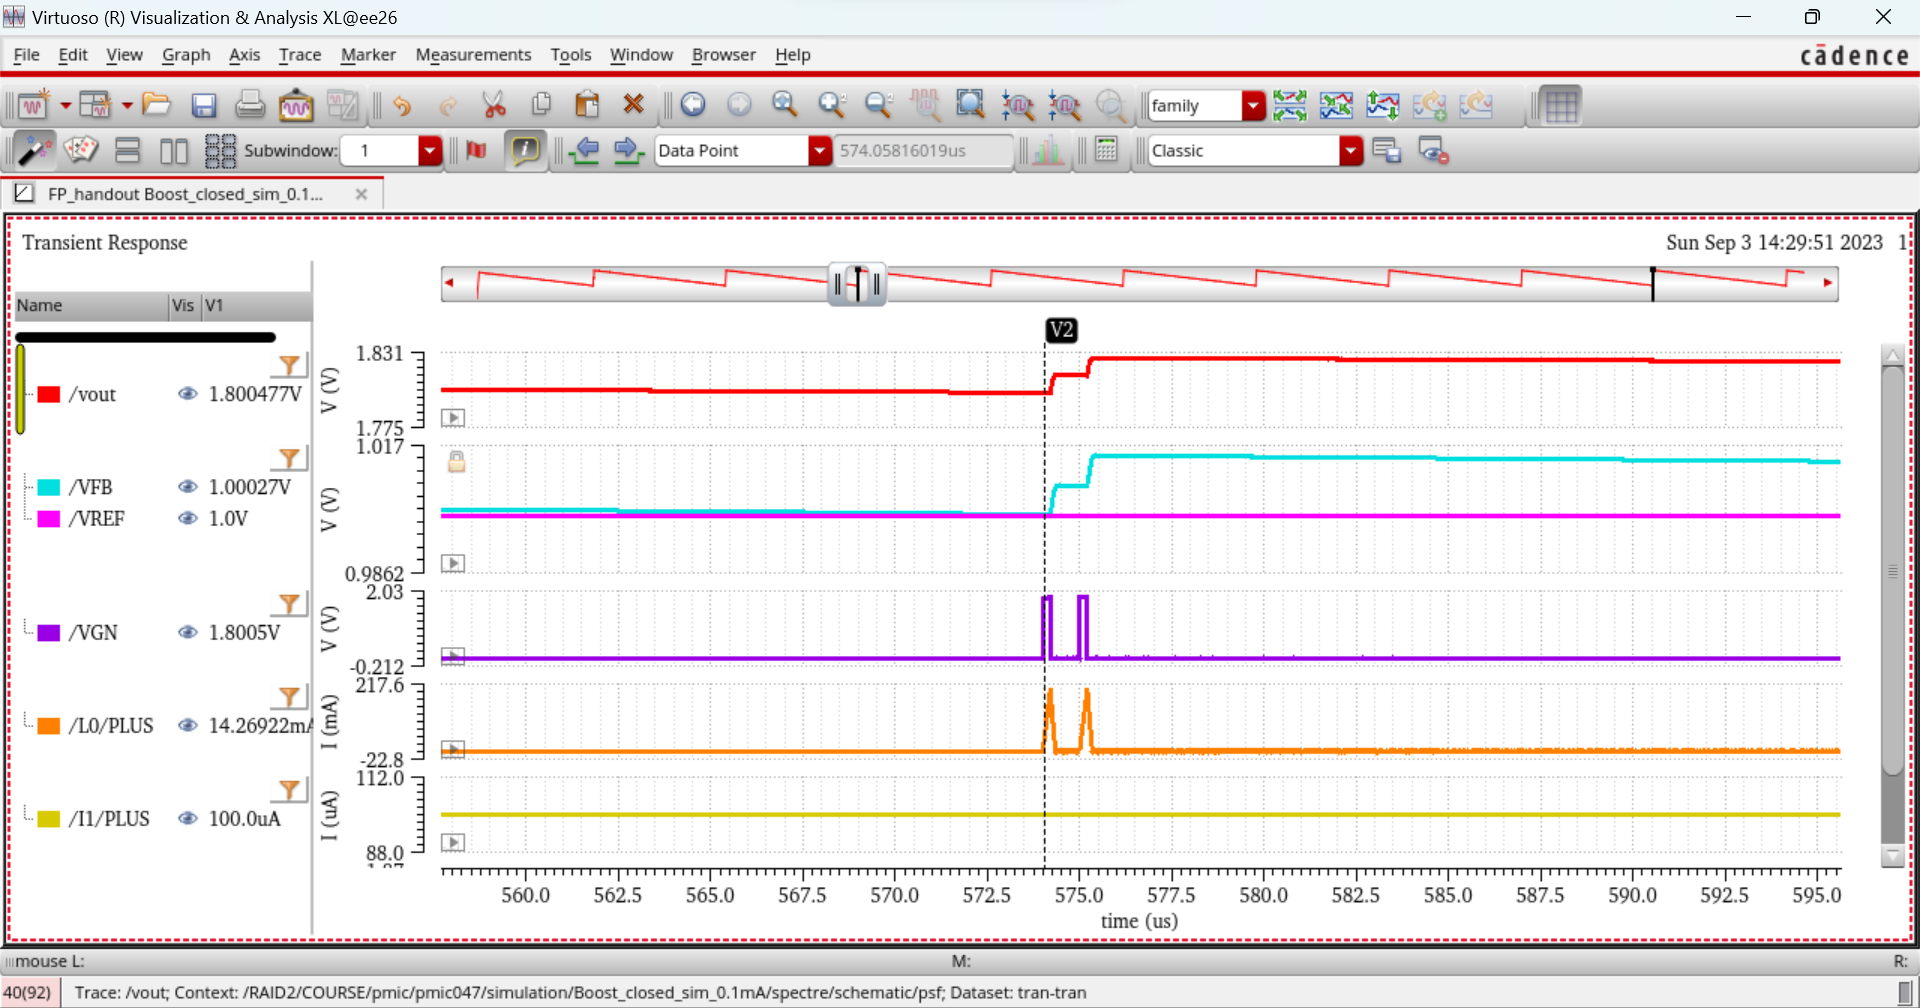 Virtuoso (R) Visualization & Analysis XL@ee26
File Edit View Graph Axis Trace Marker Measurements Tools Window Browser Help cādence
family
Subwindow: 1 Data Point 574.05816019us Classic
FP_handout Boost_closed_sim_0.1...
Transient Response Sun Sep 3 14:29:51 2023 1
Name Vis V1
V2
/vout 1.800477V V (V) 1.831 1.775
/VFB 1.00027V
/VREF 1.0V V (V) 1.017 0.9862
/VGN 1.8005V V (V) 2.03 -0.212
/L0/PLUS 14.26922mA I (mA) 217.6 -22.8
/I1/PLUS 100.0uA I (uA) 112.0 88.0
560.0 562.5 565.0 567.5 570.0 572.5 575.0 577.5 580.0 582.5 585.0 587.5 590.0 592.5 595.0
time (us)
mouse L: M: R:
40(92) Trace: /vout; Context: /RAID2/COURSE/pmic/pmic047/simulation/Boost_closed_sim_0.1mA/spectre/schematic/psf; Dataset: tran-tran